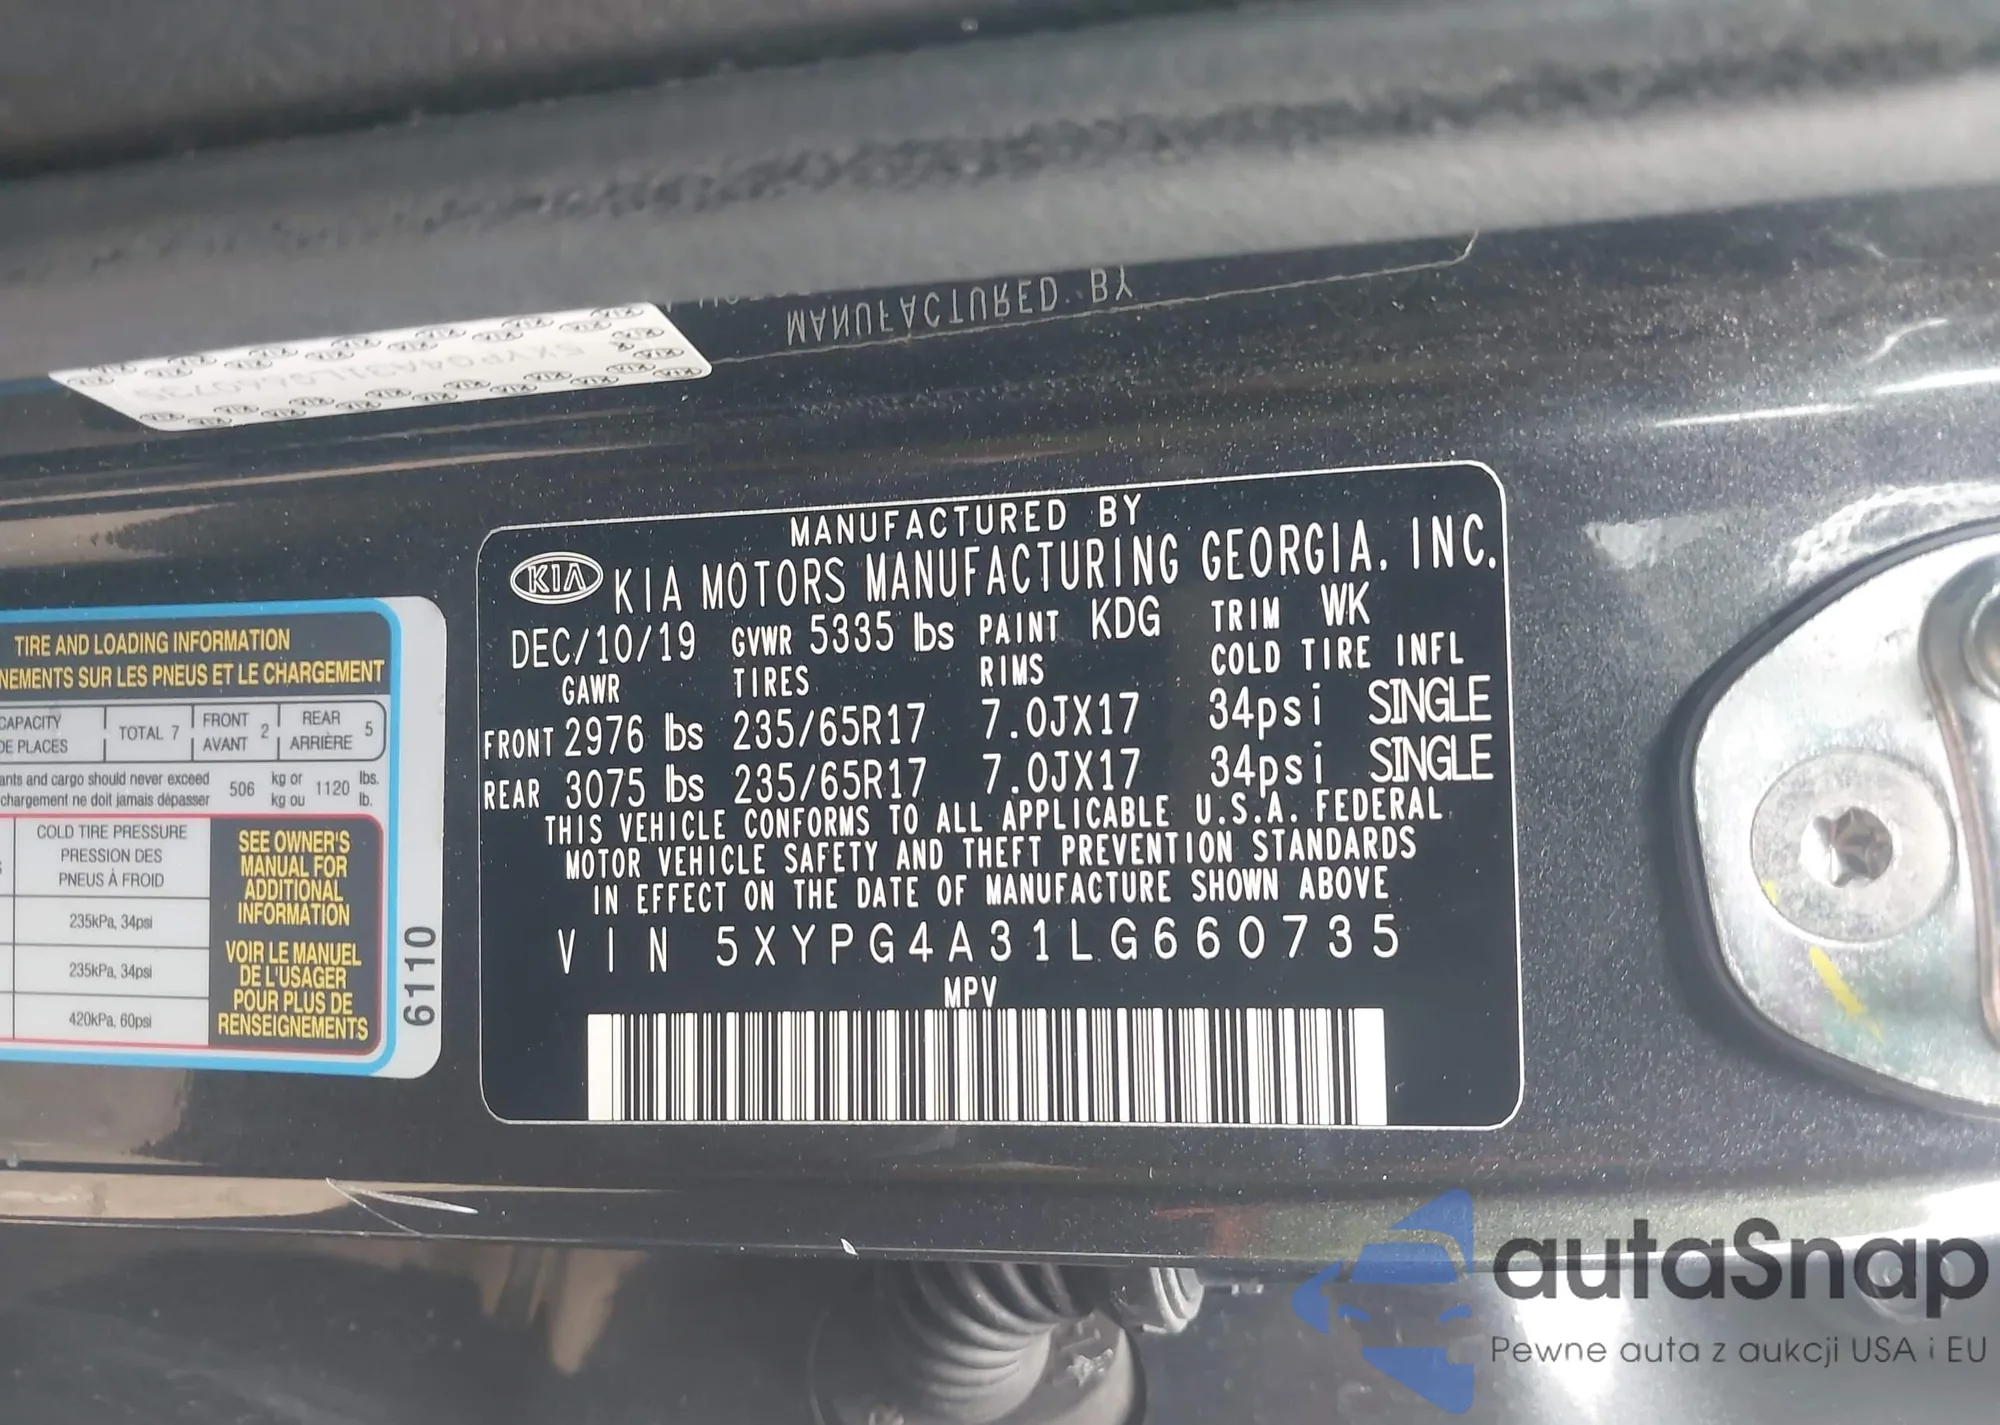 MANUFACTURED BY
5XYPG4A31LG660735
TIRE AND LOADING INFORMATION
NEMENTS SUR LES PNEUS ET LE CHARGEMENT
CAPACITY
DE PLACES
TOTAL 7
FRONT
AVANT
2
REAR
ARRIÈRE
5
ants and cargo should never exceed
chargement ne doit jamais dépasser
506
kg or
kg ou
1120
lbs.
lb.
COLD TIRE PRESSURE
PRESSION DES
PNEUS À FROID
235kPa, 34psi
235kPa, 34psi
420kPa, 60psi
SEE OWNER'S
MANUAL FOR
ADDITIONAL
INFORMATION
VOIR LE MANUEL
DE L'USAGER
POUR PLUS DE
RENSEIGNEMENTS
6110
MANUFACTURED BY
KIA KIA MOTORS MANUFACTURING GEORGIA, INC.
DEC/10/19 GVWR 5335 lbs PAINT KDG TRIM WK
GAWR TIRES RIMS COLD TIRE INFL
FRONT 2976 lbs 235/65R17 7.0JX17 34psi SINGLE
REAR 3075 lbs 235/65R17 7.0JX17 34psi SINGLE
THIS VEHICLE CONFORMS TO ALL APPLICABLE U.S.A. FEDERAL
MOTOR VEHICLE SAFETY AND THEFT PREVENTION STANDARDS
IN EFFECT ON THE DATE OF MANUFACTURE SHOWN ABOVE
VIN 5XYPG4A31LG660735
MPV
autaSnap
Pewne auta z aukcji USA i EU